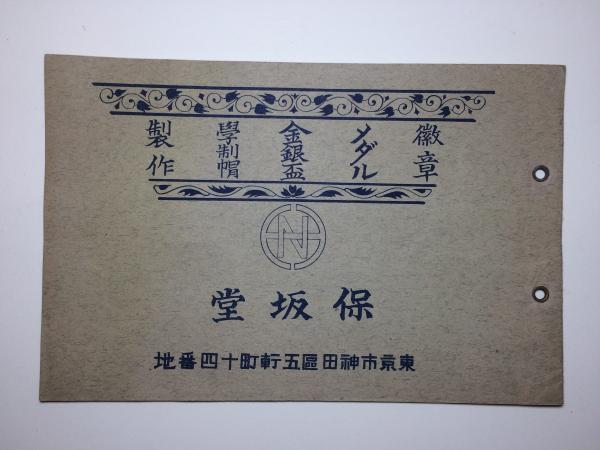 徽章
メダル
金銀盃
學制帽
製作
N
保坂堂
東京市神田區五軒町十四番地